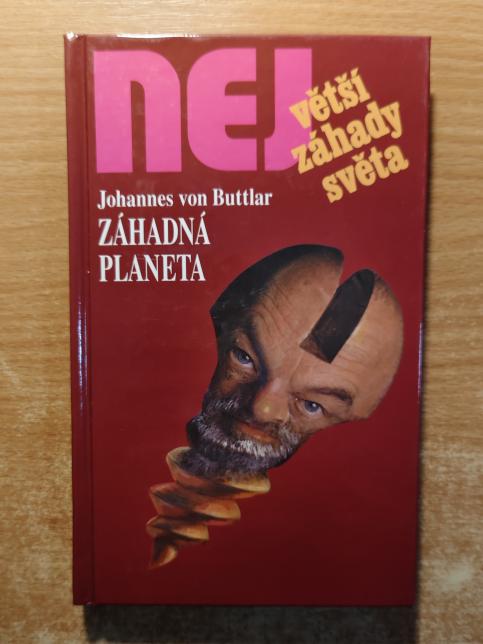 NEJ
větší
záhady
světa
Johannes von Buttlar
ZÁHADNÁ
PLANETA